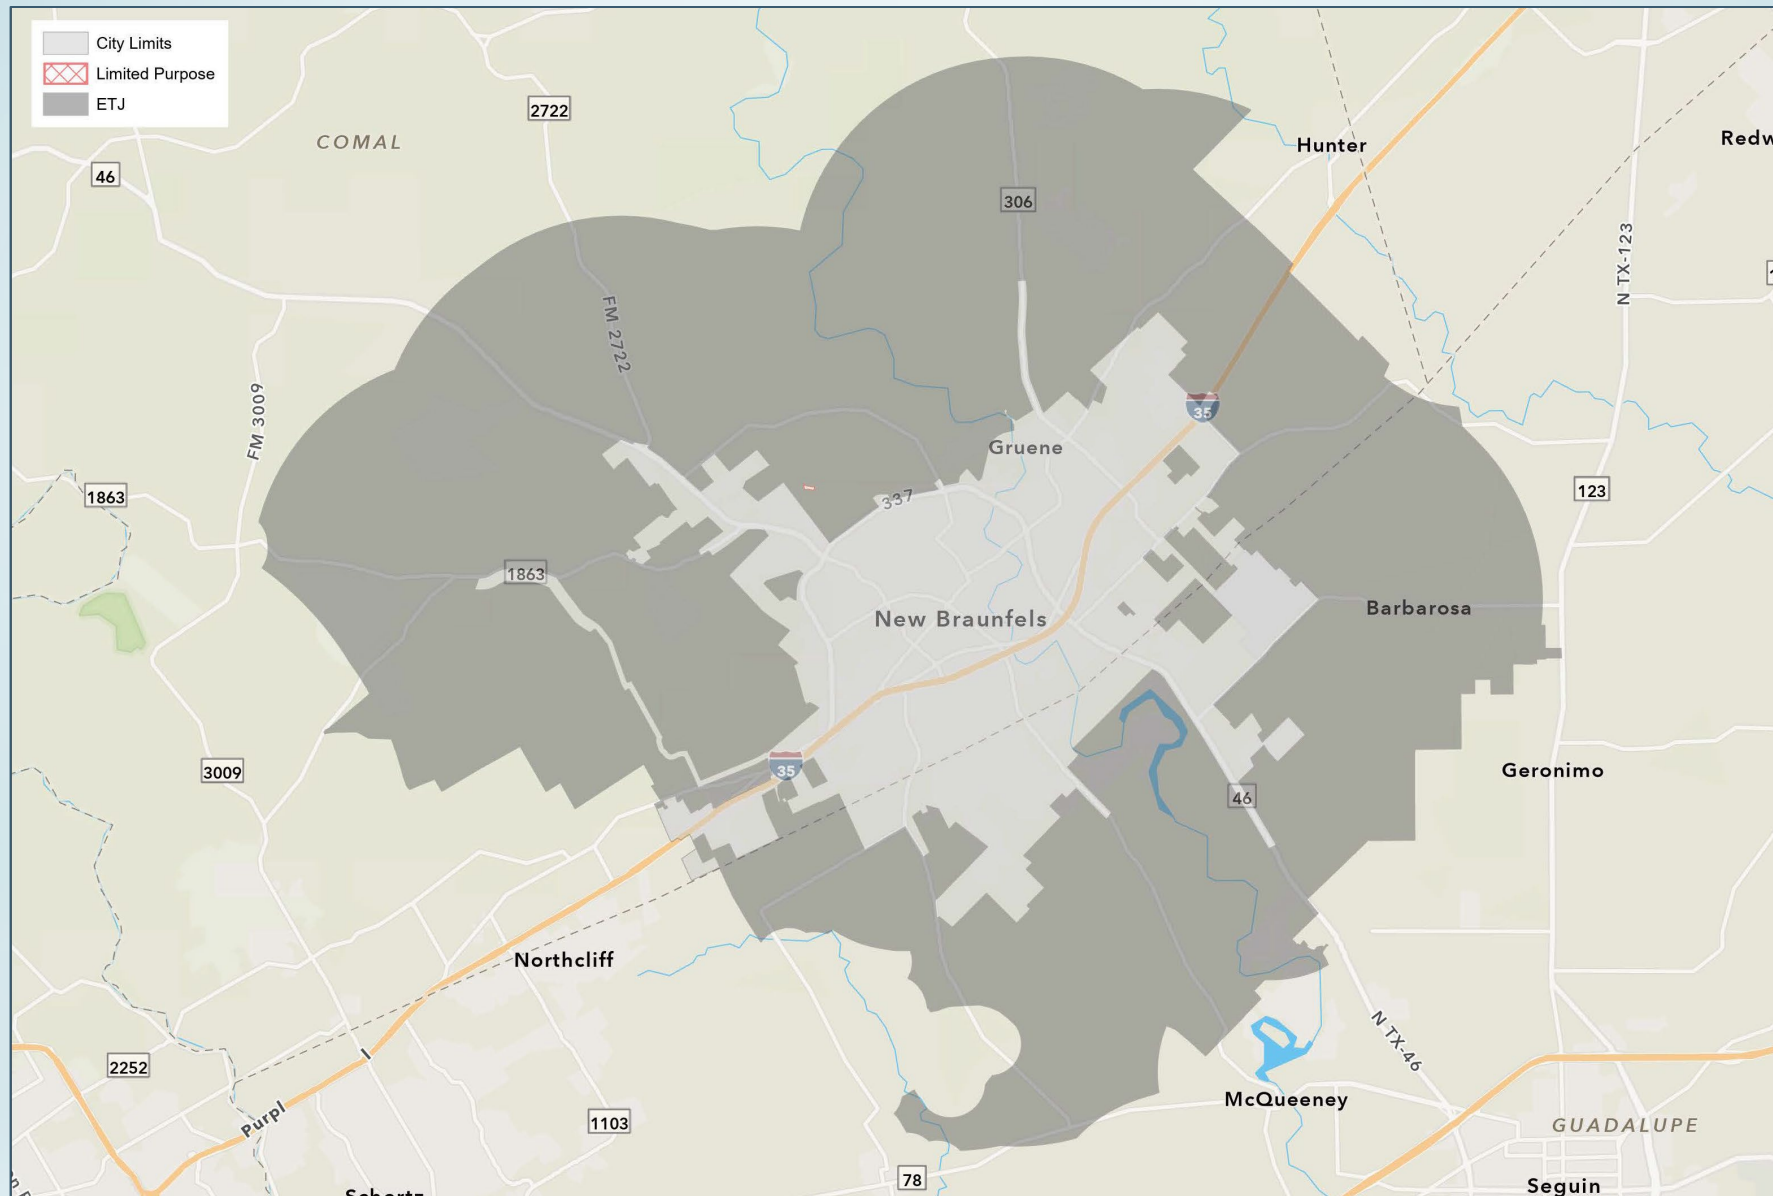 City Limits
Limited Purpose
ETJ
2722
COMAL
Hunter
46
306
N TX-123
FM 2722
FM 3009
35
Gruene
1863
337
123
1863
New Braunfels
Barbarosa
3009
35
Geronimo
46
Northcliff
N TX-46
2252
Purpl
McQueeney
1103
GUADALUPE
78
Seguin